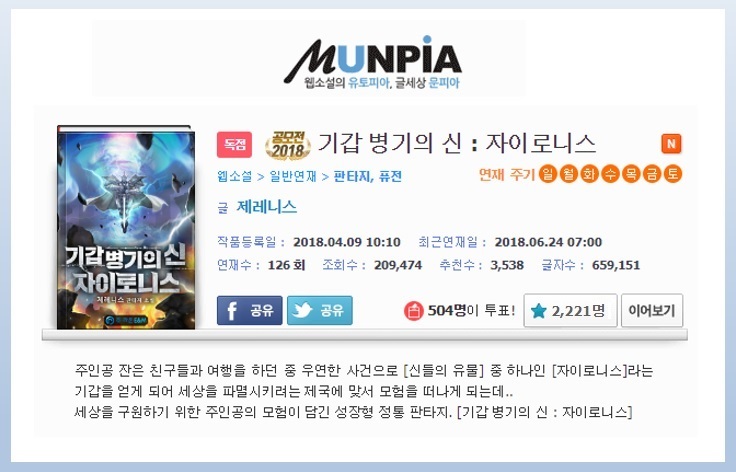 MUNPIA
웹소설의 유토피아, 글세상 문피아
독점 공모전 2018 기갑 병기의 신 : 자이로니스 N
웹소설 > 일반연재 > 판타지, 퓨전 연재 주기 일 월 화 수 목 금 토
글 제레니스
작품등록일 : 2018.04.09 10:10 최근연재일 : 2018.06.24 07:00
연재수 : 126 회 조회수 : 209,474 추천수 : 3,538 글자수 : 659,151
기갑 병기의 신
자이로니스
제레니스 판타지 소설
f 공유 공유 504명이 투표! ★ 2,221명 이어보기
주인공 잔은 친구들과 여행을 하던 중 우연한 사건으로 [신들의 유물] 중 하나인 [자이로니스]라는
기갑을 얻게 되어 세상을 파멸시키려는 제국에 맞서 모험을 떠나게 되는데..
세상을 구원하기 위한 주인공의 모험이 담긴 성장형 정통 판타지. [기갑 병기의 신 : 자이로니스]